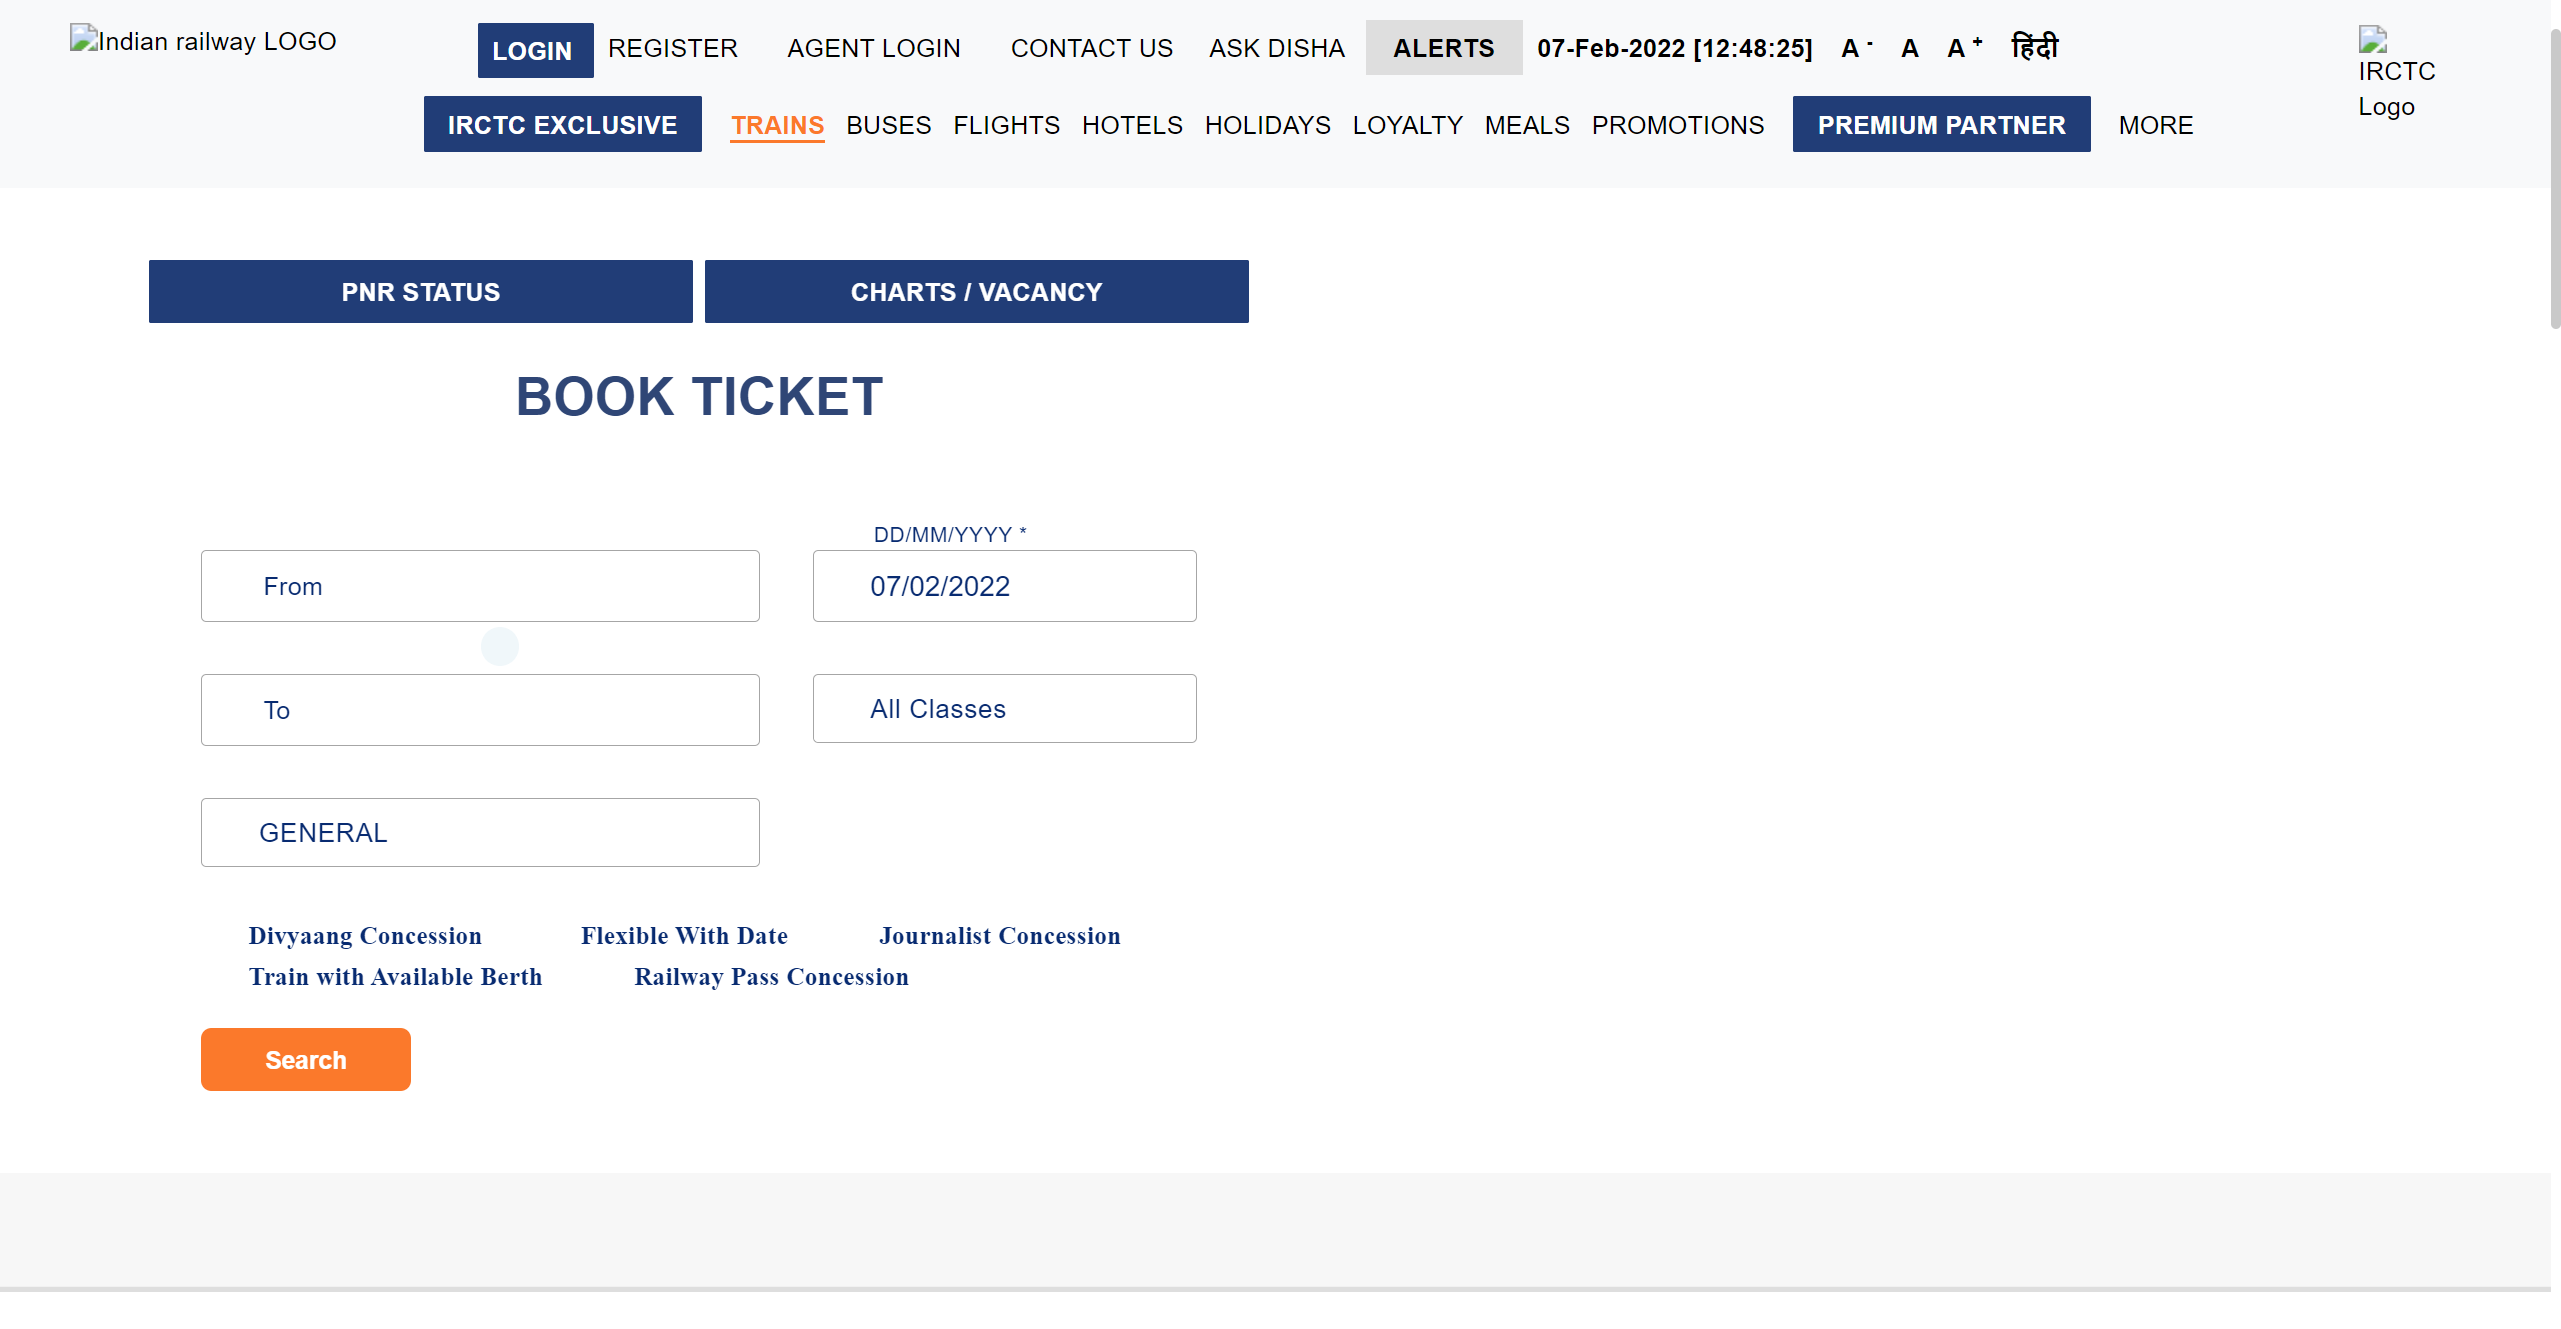 Indian railway LOGO
LOGIN REGISTER AGENT LOGIN CONTACT US ASK DISHA ALERTS 07-Feb-2022 [12:48:25] A - A A + हिंदी
IRCTC
Logo
IRCTC EXCLUSIVE TRAINS BUSES FLIGHTS HOTELS HOLIDAYS LOYALTY MEALS PROMOTIONS PREMIUM PARTNER MORE
PNR STATUS CHARTS / VACANCY
BOOK TICKET
DD/MM/YYYY *
From 07/02/2022
To All Classes
GENERAL
Divyaang Concession Flexible With Date Journalist Concession
Train with Available Berth Railway Pass Concession
Search